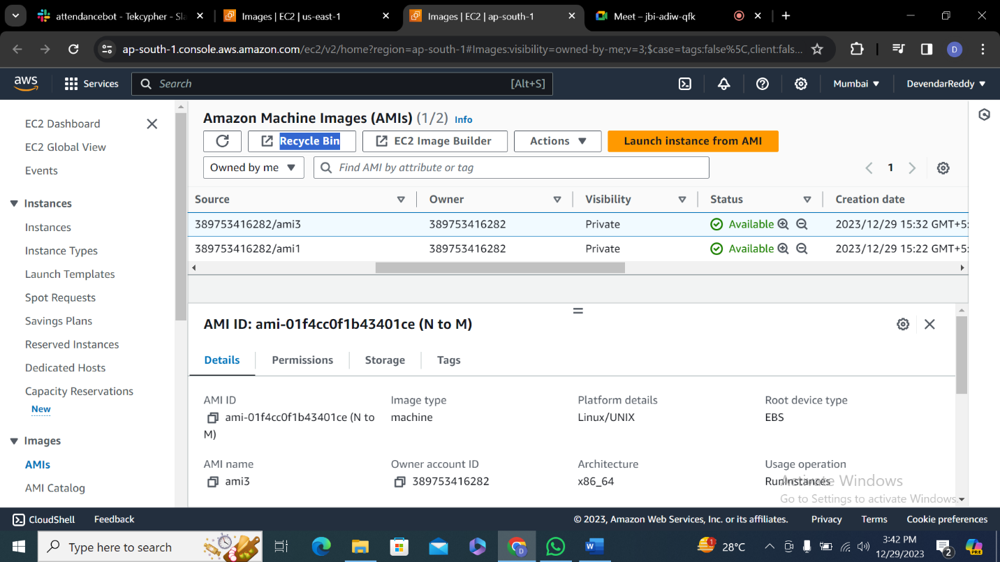 attendancebot - Tekcypher - Sla
Images | EC2 | us-east-1
Images | EC2 | ap-south-1
Meet – jbi-adiw-qfk
ap-south-1.console.aws.amazon.com/ec2/v2/home?region=ap-south-1#Images:visibility=owned-by-me;v=3;$case=tags:false%5C,client:fals...
D
aws
Services
Search
[Alt+S]
Mumbai
DevendarReddy
EC2 Dashboard
EC2 Global View
Events
Instances
Instances
Instance Types
Launch Templates
Spot Requests
Savings Plans
Reserved Instances
Dedicated Hosts
Capacity Reservations
New
Images
AMIs
AMI Catalog
Amazon Machine Images (AMIs) (1/2) Info
Recycle Bin
EC2 Image Builder
Actions
Launch instance from AMI
Owned by me
Find AMI by attribute or tag
1
Source Owner Visibility Status Creation date
389753416282/ami3 389753416282 Private Available 2023/12/29 15:32 GMT+5:
389753416282/ami1 389753416282 Private Available 2023/12/29 15:22 GMT+5:
AMI ID: ami-01f4cc0f1b43401ce (N to M)
Details Permissions Storage Tags
AMI ID
ami-01f4cc0f1b43401ce (N to
M)
Image type
machine
Platform details
Linux/UNIX
Root device type
EBS
AMI name
ami3
Owner account ID
389753416282
Architecture
x86_64
Usage operation
RunInstances
Activate Windows
Go to Settings to activate Windows.
CloudShell
Feedback
© 2023, Amazon Web Services, Inc. or its affiliates.
Privacy
Terms
Cookie preferences
Type here to search
D
1
28°C
3:42 PM
12/29/2023
2
PRE